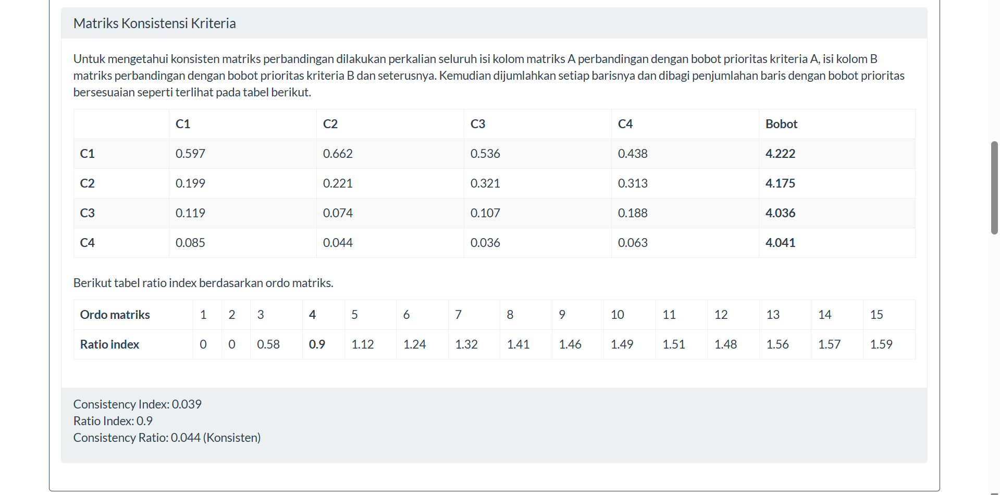 Matriks Konsistensi Kriteria
Untuk mengetahui konsisten matriks perbandingan dilakukan perkalian seluruh isi kolom matriks A perbandingan dengan bobot prioritas kriteria A, isi kolom B
matriks perbandingan dengan bobot prioritas kriteria B dan seterusnya. Kemudian dijumlahkan setiap barisnya dan dibagi penjumlahan baris dengan bobot prioritas
bersesuaian seperti terlihat pada tabel berikut.
C1 C2 C3 C4 Bobot
C1 0.597 0.662 0.536 0.438 4.222
C2 0.199 0.221 0.321 0.313 4.175
C3 0.119 0.074 0.107 0.188 4.036
C4 0.085 0.044 0.036 0.063 4.041
Berikut tabel ratio index berdasarkan ordo matriks.
Ordo matriks 1 2 3 4 5 6 7 8 9 10 11 12 13 14 15
Ratio index 0 0 0.58 0.9 1.12 1.24 1.32 1.41 1.46 1.49 1.51 1.48 1.56 1.57 1.59
Consistency Index: 0.039
Ratio Index: 0.9
Consistency Ratio: 0.044 (Konsisten)